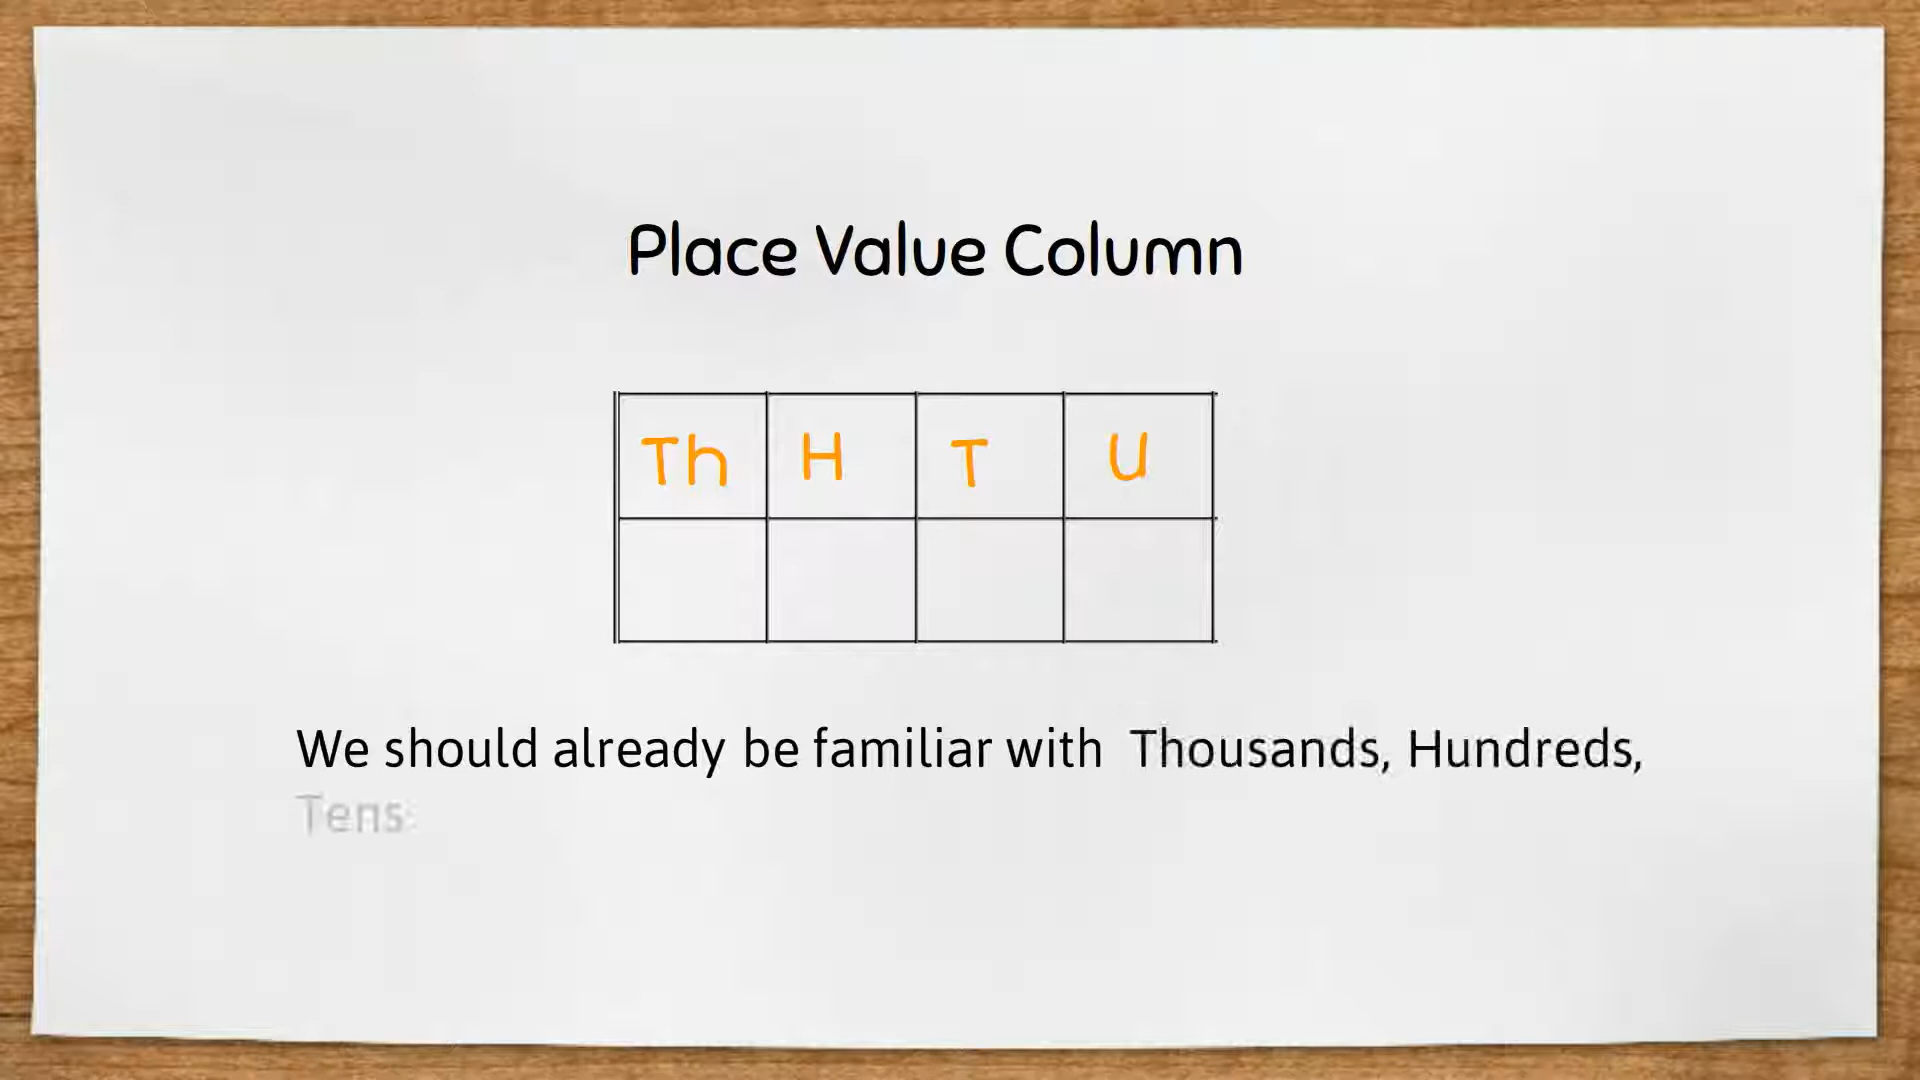 Place Value Column
Th H T U
We should already be familiar with Thousands, Hundreds,
Tens